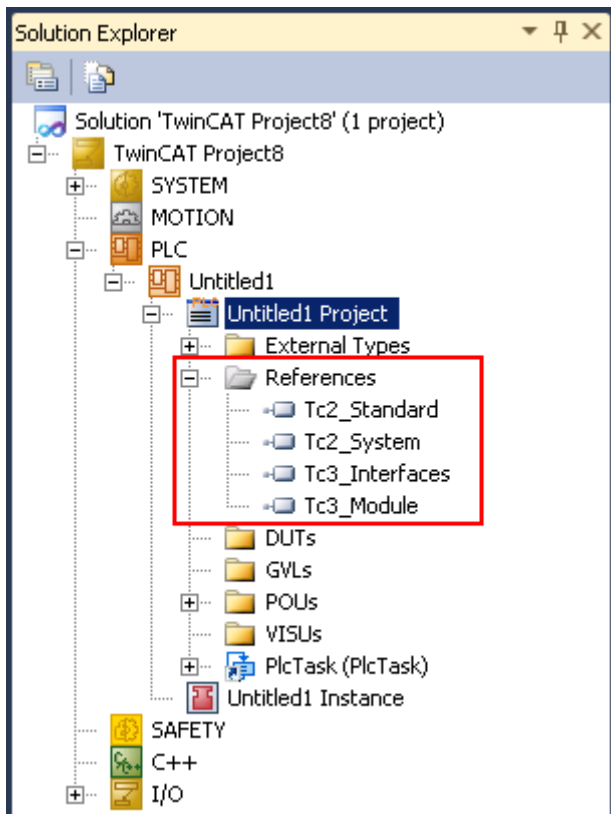 Solution Explorer
Solution 'TwinCAT Project8' (1 project)
TwinCAT Project8
SYSTEM
MOTION
PLC
Untitled1
Untitled1 Project
External Types
References
Tc2_Standard
Tc2_System
Tc3_Interfaces
Tc3_Module
DUTs
GVLs
POUs
VISUs
PlcTask (PlcTask)
Untitled1 Instance
SAFETY
C++
I/O